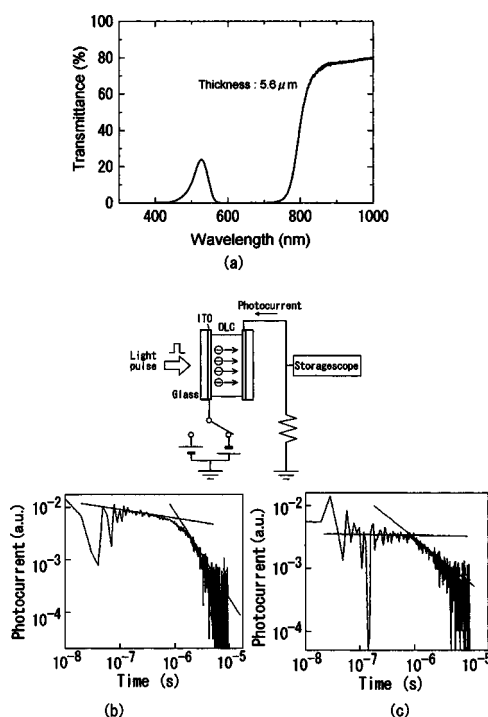 Transmittance (%)
100
80
60
40
20
0
Thickness : 5.6 μm
400
600
800
1000
Wavelength (nm)
(a)
Photocurrent
ITO
DLC
Light
pulse
Storagescope
Glass
Photocurrent (a.u.)
10⁻²
10⁻³
10⁻⁴
10⁻⁸
10⁻⁷
10⁻⁶
10⁻⁵
Time (s)
(b)
Photocurrent (a.u.)
10⁻²
10⁻³
10⁻⁴
10⁻⁸
10⁻⁷
10⁻⁶
10⁻⁵
Time (s)
(c)